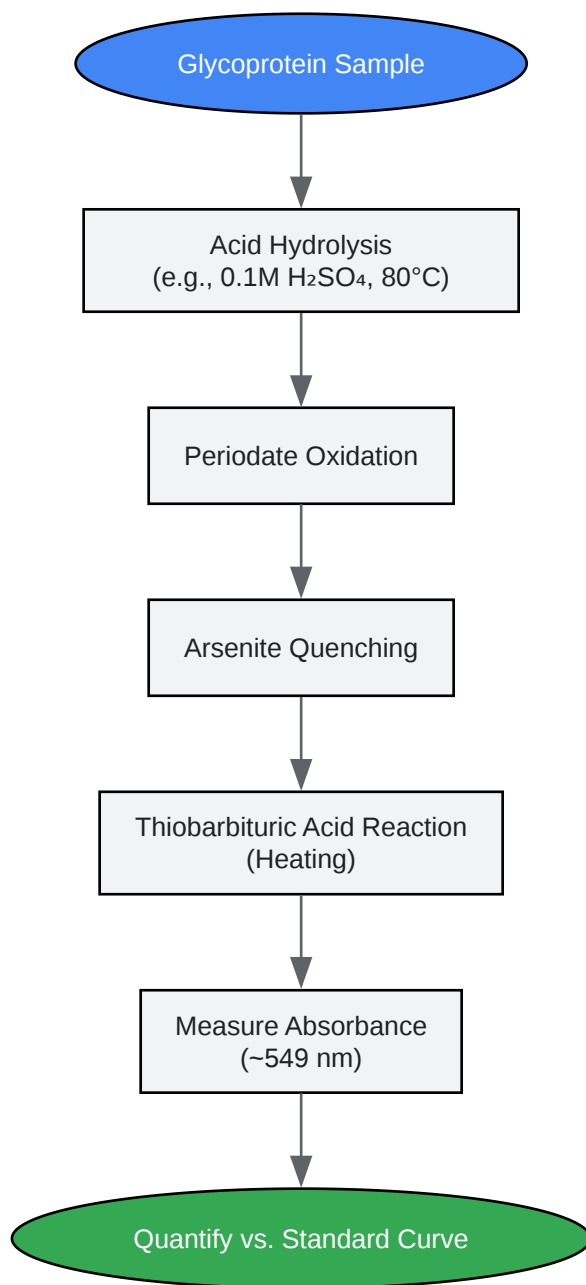 Glycoprotein Sample
Acid Hydrolysis
(e.g., 0.1M H₂SO₄, 80°C)
Periodate Oxidation
Arsenite Quenching
Thiobarbituric Acid Reaction
(Heating)
Measure Absorbance
(~549 nm)
Quantify vs. Standard Curve